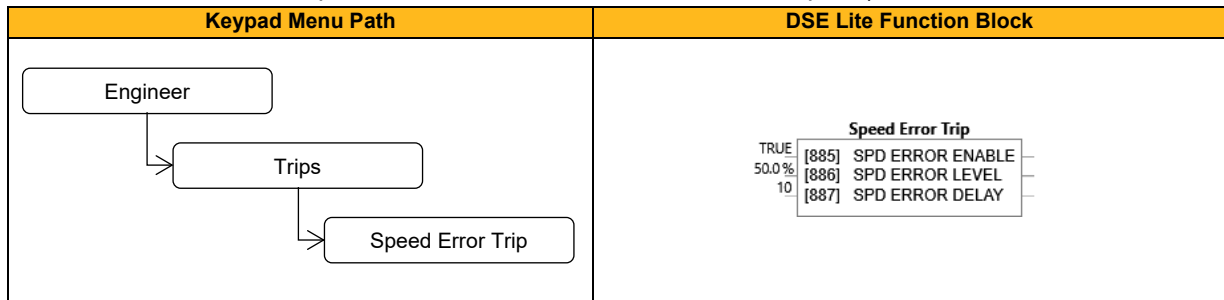 Keypad Menu Path
DSE Lite Function Block
Engineer
Trips
Speed Error Trip
Speed Error Trip
TRUE [885] SPD ERROR ENABLE
50.0 % [886] SPD ERROR LEVEL
10 [887] SPD ERROR DELAY